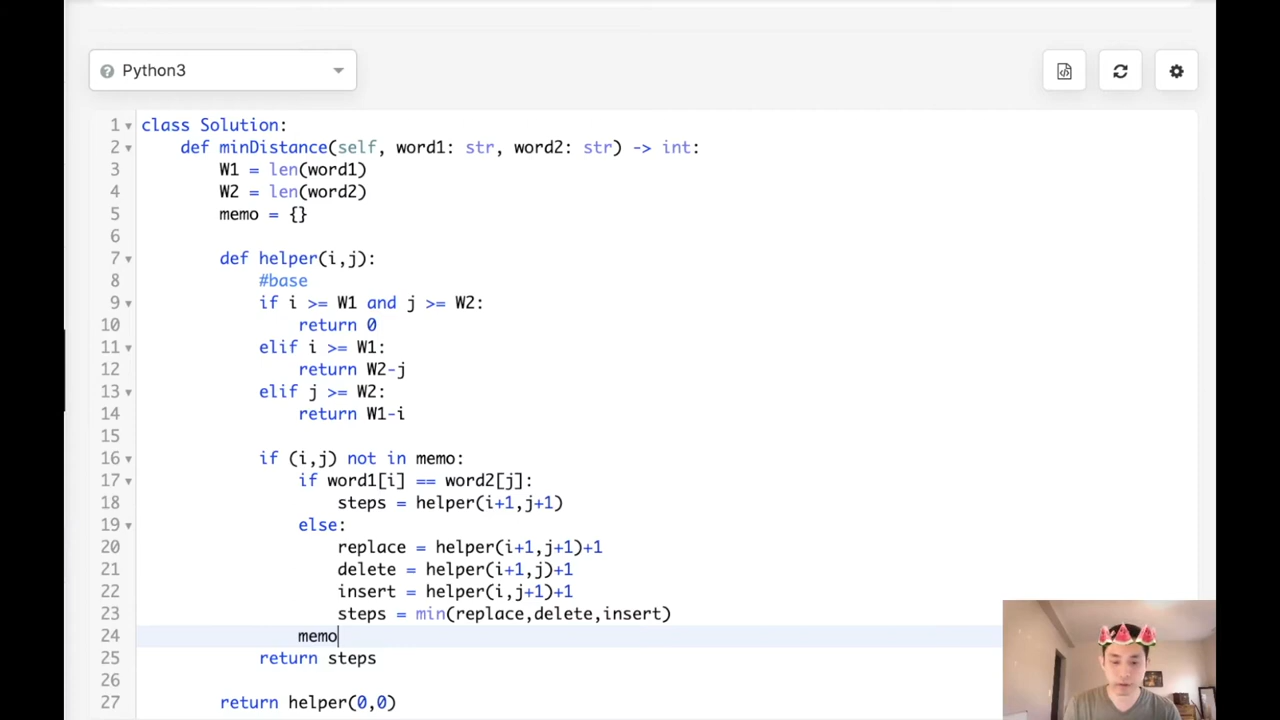 Python3
1 class Solution:
2 def minDistance(self, word1: str, word2: str) -> int:
3 W1 = len(word1)
4 W2 = len(word2)
5 memo = {}
6
7 def helper(i,j):
8 #base
9 if i >= W1 and j >= W2:
10 return 0
11 elif i >= W1:
12 return W2-j
13 elif j >= W2:
14 return W1-i
15
16 if (i,j) not in memo:
17 if word1[i] == word2[j]:
18 steps = helper(i+1,j+1)
19 else:
20 replace = helper(i+1,j+1)+1
21 delete = helper(i+1,j)+1
22 insert = helper(i,j+1)+1
23 steps = min(replace,delete,insert)
24 memo
25 return steps
26
27 return helper(0,0)